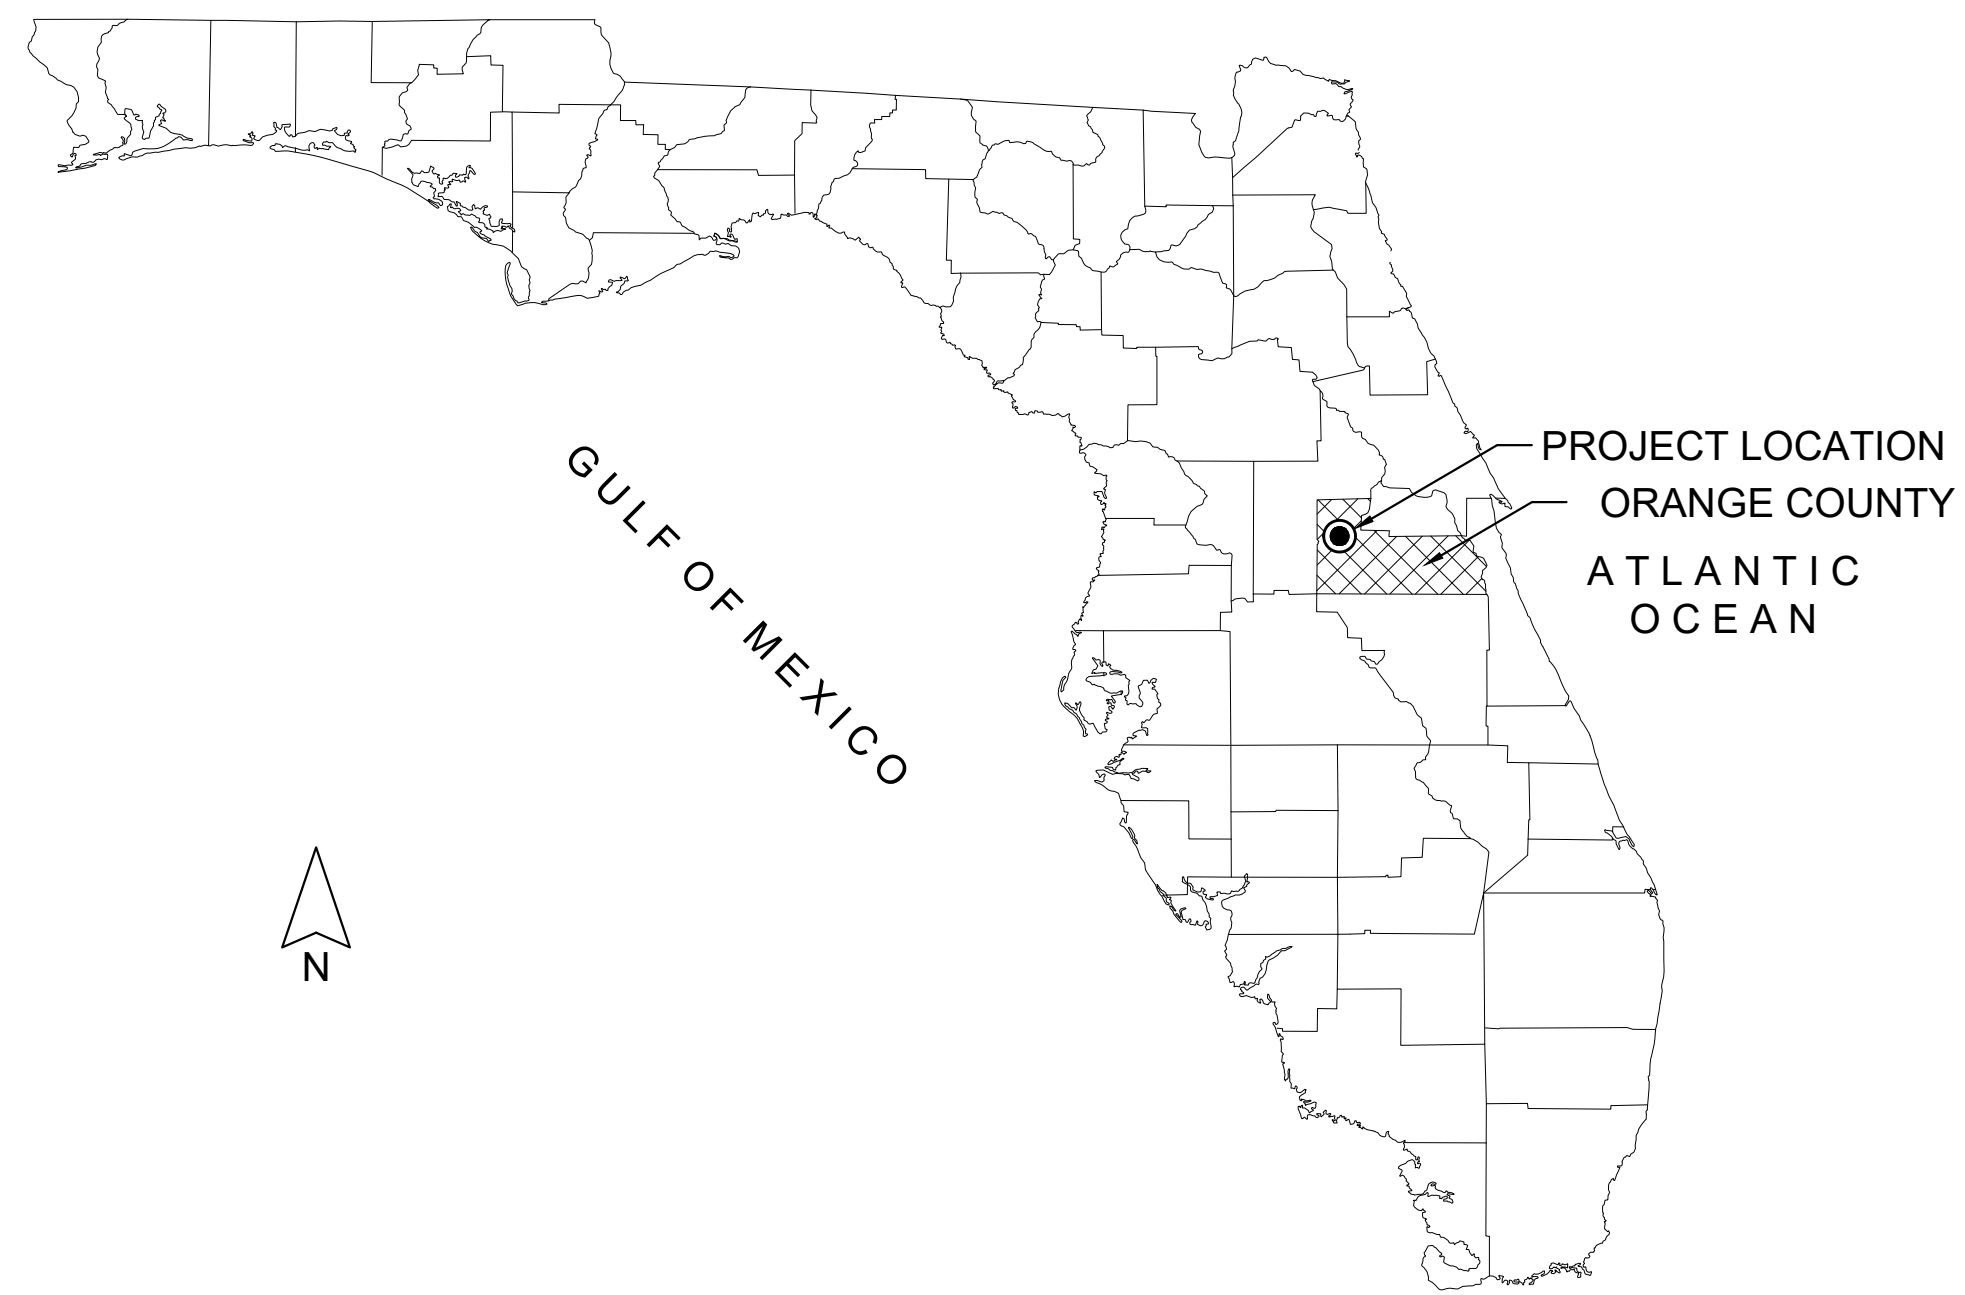 PROJECT LOCATION
ORANGE COUNTY
ATLANTIC
OCEAN
GULF OF MEXICO
N